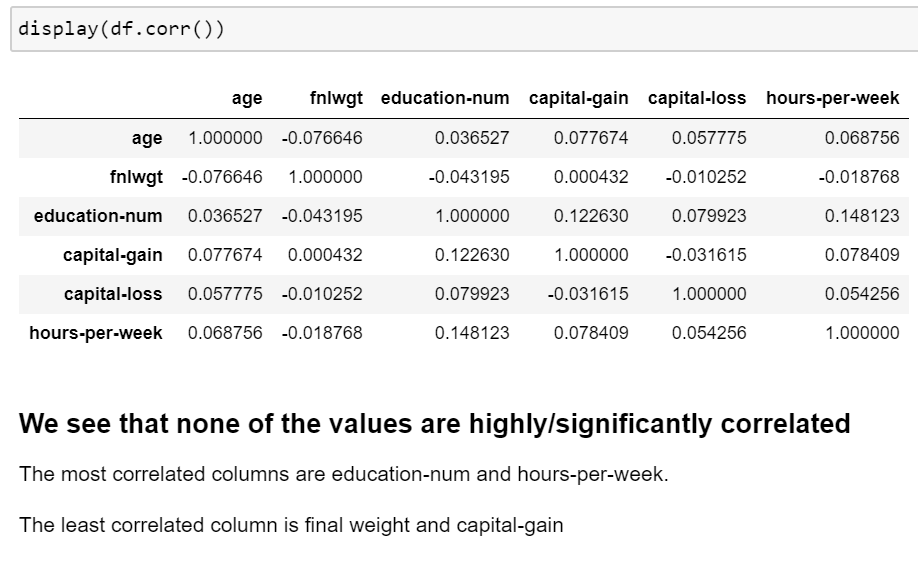 display(df.corr())
age fnlwgt education-num capital-gain capital-loss hours-per-week
age 1.000000 -0.076646 0.036527 0.077674 0.057775 0.068756
fnlwgt -0.076646 1.000000 -0.043195 0.000432 -0.010252 -0.018768
education-num 0.036527 -0.043195 1.000000 0.122630 0.079923 0.148123
capital-gain 0.077674 0.000432 0.122630 1.000000 -0.031615 0.078409
capital-loss 0.057775 -0.010252 0.079923 -0.031615 1.000000 0.054256
hours-per-week 0.068756 -0.018768 0.148123 0.078409 0.054256 1.000000
We see that none of the values are highly/significantly correlated
The most correlated columns are education-num and hours-per-week.
The least correlated column is final weight and capital-gain